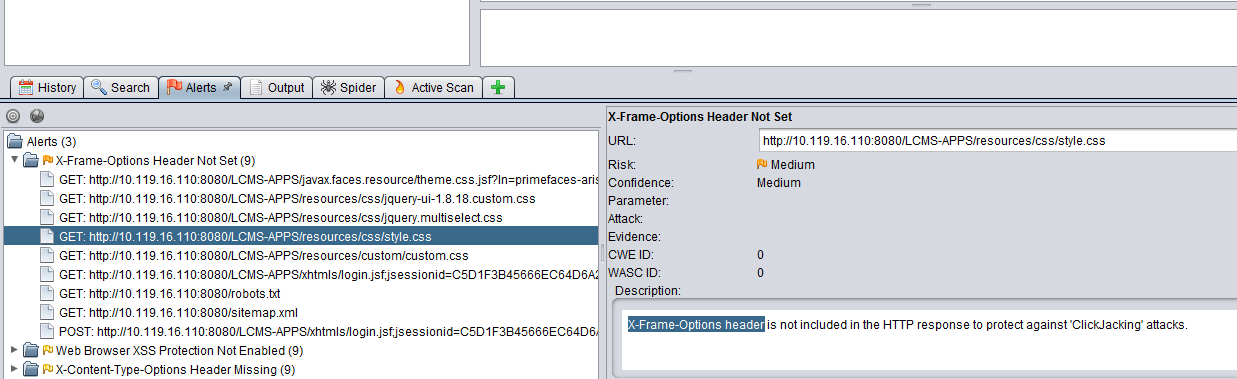 History Search Alerts Output Spider Active Scan
Alerts (3)
X-Frame-Options Header Not Set (9)
GET: http://10.119.16.110:8080/LCMS-APPS/javax.faces.resource/theme.css.jsf?ln=primefaces-aris
GET: http://10.119.16.110:8080/LCMS-APPS/resources/css/jquery-ui-1.8.18.custom.css
GET: http://10.119.16.110:8080/LCMS-APPS/resources/css/jquery.multiselect.css
GET: http://10.119.16.110:8080/LCMS-APPS/resources/css/style.css
GET: http://10.119.16.110:8080/LCMS-APPS/resources/custom/custom.css
GET: http://10.119.16.110:8080/LCMS-APPS/xhtmls/login.jsf;jsessionid=C5D1F3B45666EC64D6A2
GET: http://10.119.16.110:8080/robots.txt
GET: http://10.119.16.110:8080/sitemap.xml
POST: http://10.119.16.110:8080/LCMS-APPS/xhtmls/login.jsf;jsessionid=C5D1F3B45666EC64D6A
Web Browser XSS Protection Not Enabled (9)
X-Content-Type-Options Header Missing (9)
X-Frame-Options Header Not Set
URL: http://10.119.16.110:8080/LCMS-APPS/resources/css/style.css
Risk: Medium
Confidence: Medium
Parameter:
Attack:
Evidence:
CWE ID: 0
WASC ID: 0
Description:
X-Frame-Options header is not included in the HTTP response to protect against 'ClickJacking' attacks.